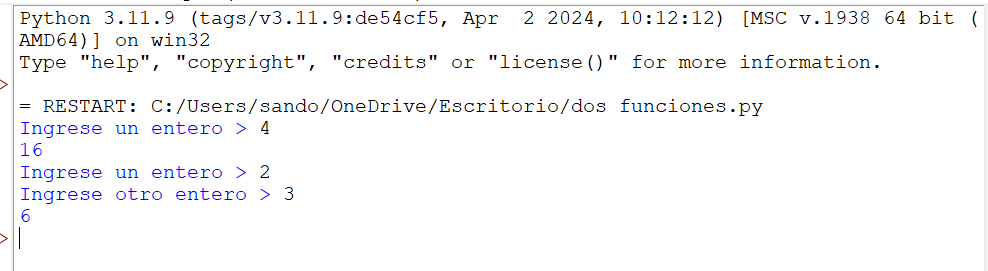 Python 3.11.9 (tags/v3.11.9:de54cf5, Apr  2 2024, 10:12:12) [MSC v.1938 64 bit (
AMD64)] on win32
Type "help", "copyright", "credits" or "license()" for more information.
>
= RESTART: C:/Users/sando/OneDrive/Escritorio/dos funciones.py
Ingrese un entero > 4
16
Ingrese un entero > 2
Ingrese otro entero > 3
6
>